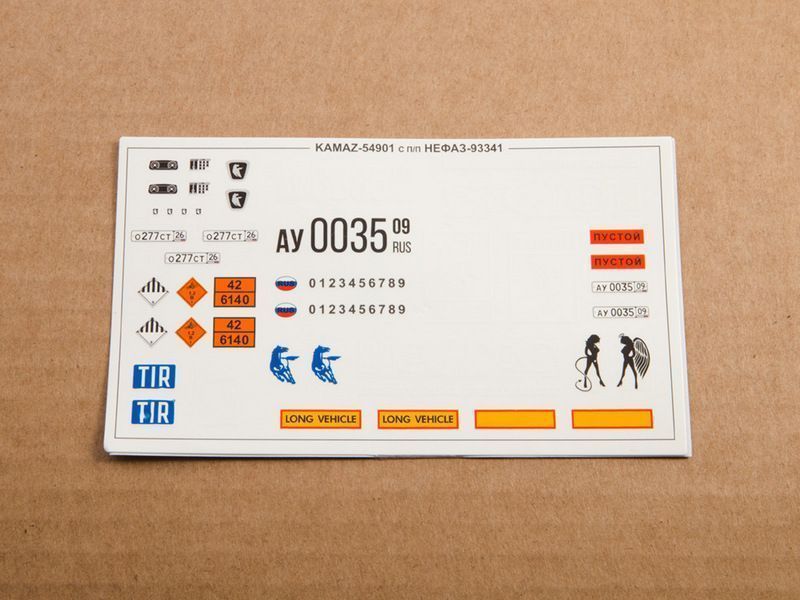 KAMAZ-54901 с п/п НЕФАЗ-93341
о277ст 26
о277ст 26
о277ст 26
АУ 0035 09
RUS
ПУСТОЙ
ПУСТОЙ
RUS 0123456789
RUS 0123456789
АУ 0035 09
АУ 0035 09
42
6140
42
6140
TIR
TIR
LONG VEHICLE
LONG VEHICLE